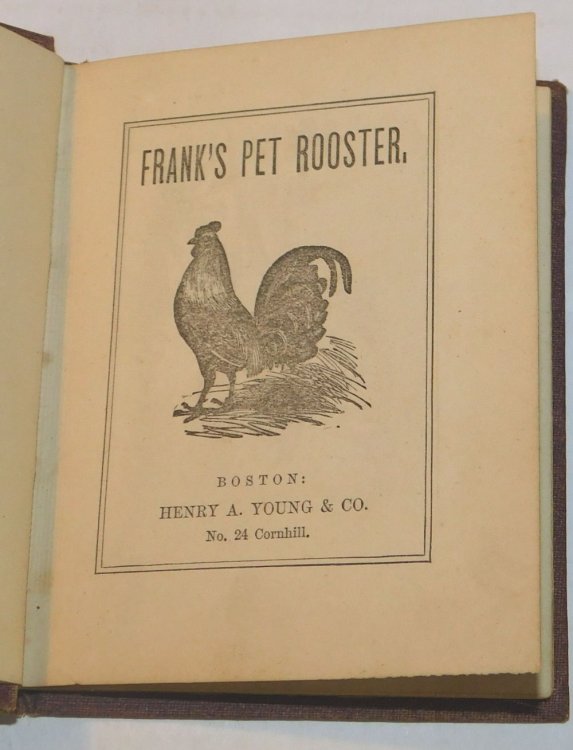 FRANK'S PET ROOSTER.
BOSTON:
HENRY A. YOUNG & CO.
No. 24 Cornhill.